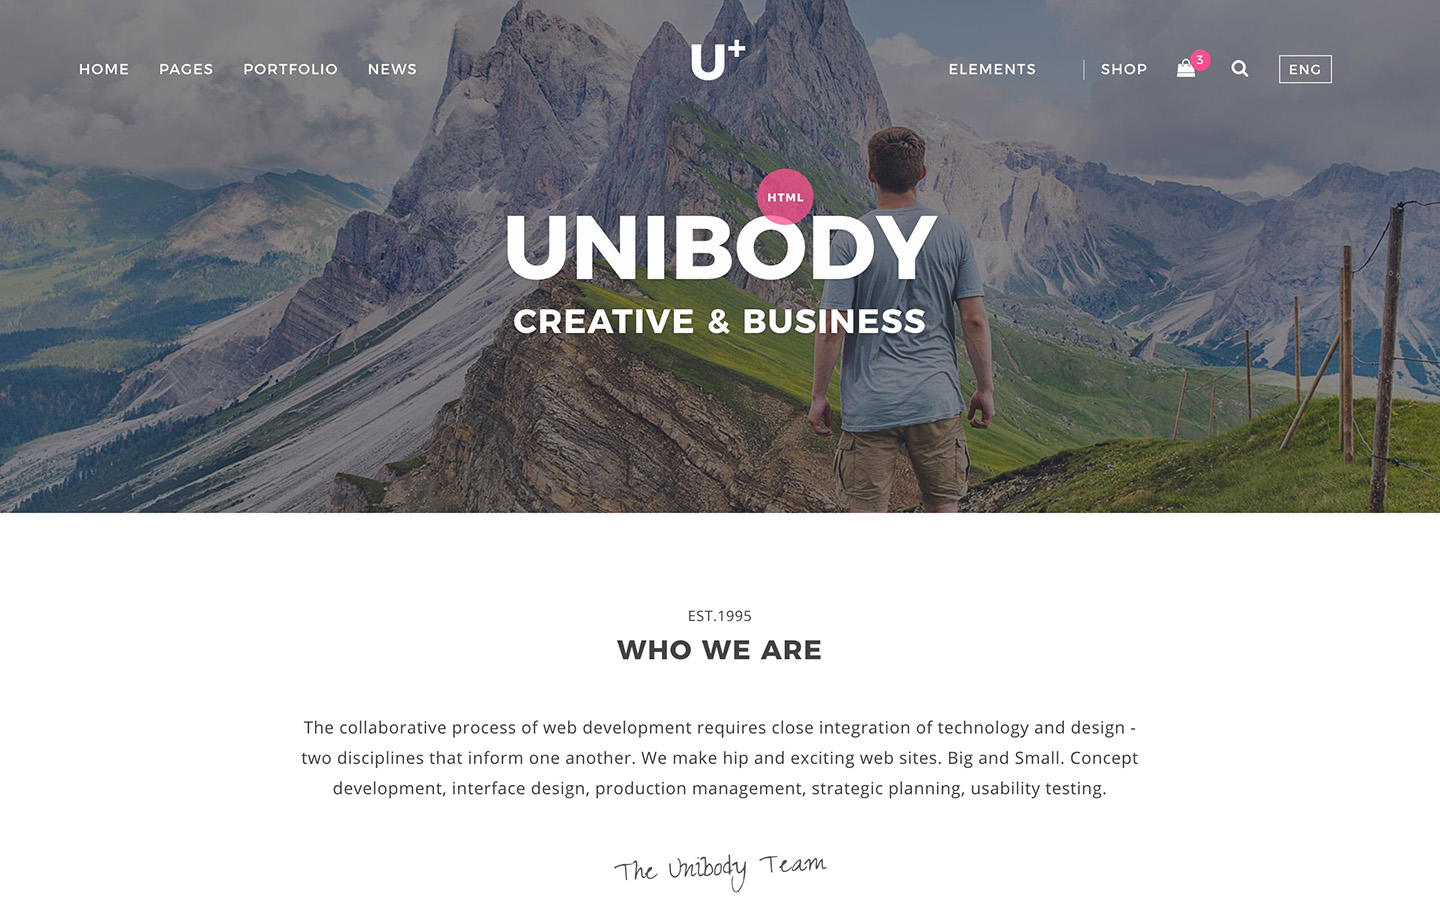 HOME PAGES PORTFOLIO NEWS U+ ELEMENTS SHOP 3 ENG
HTML
UNIBODY
CREATIVE & BUSINESS
EST.1995
WHO WE ARE
The collaborative process of web development requires close integration of technology and design -
two disciplines that inform one another. We make hip and exciting web sites. Big and Small. Concept
development, interface design, production management, strategic planning, usability testing.
The Unibody Team